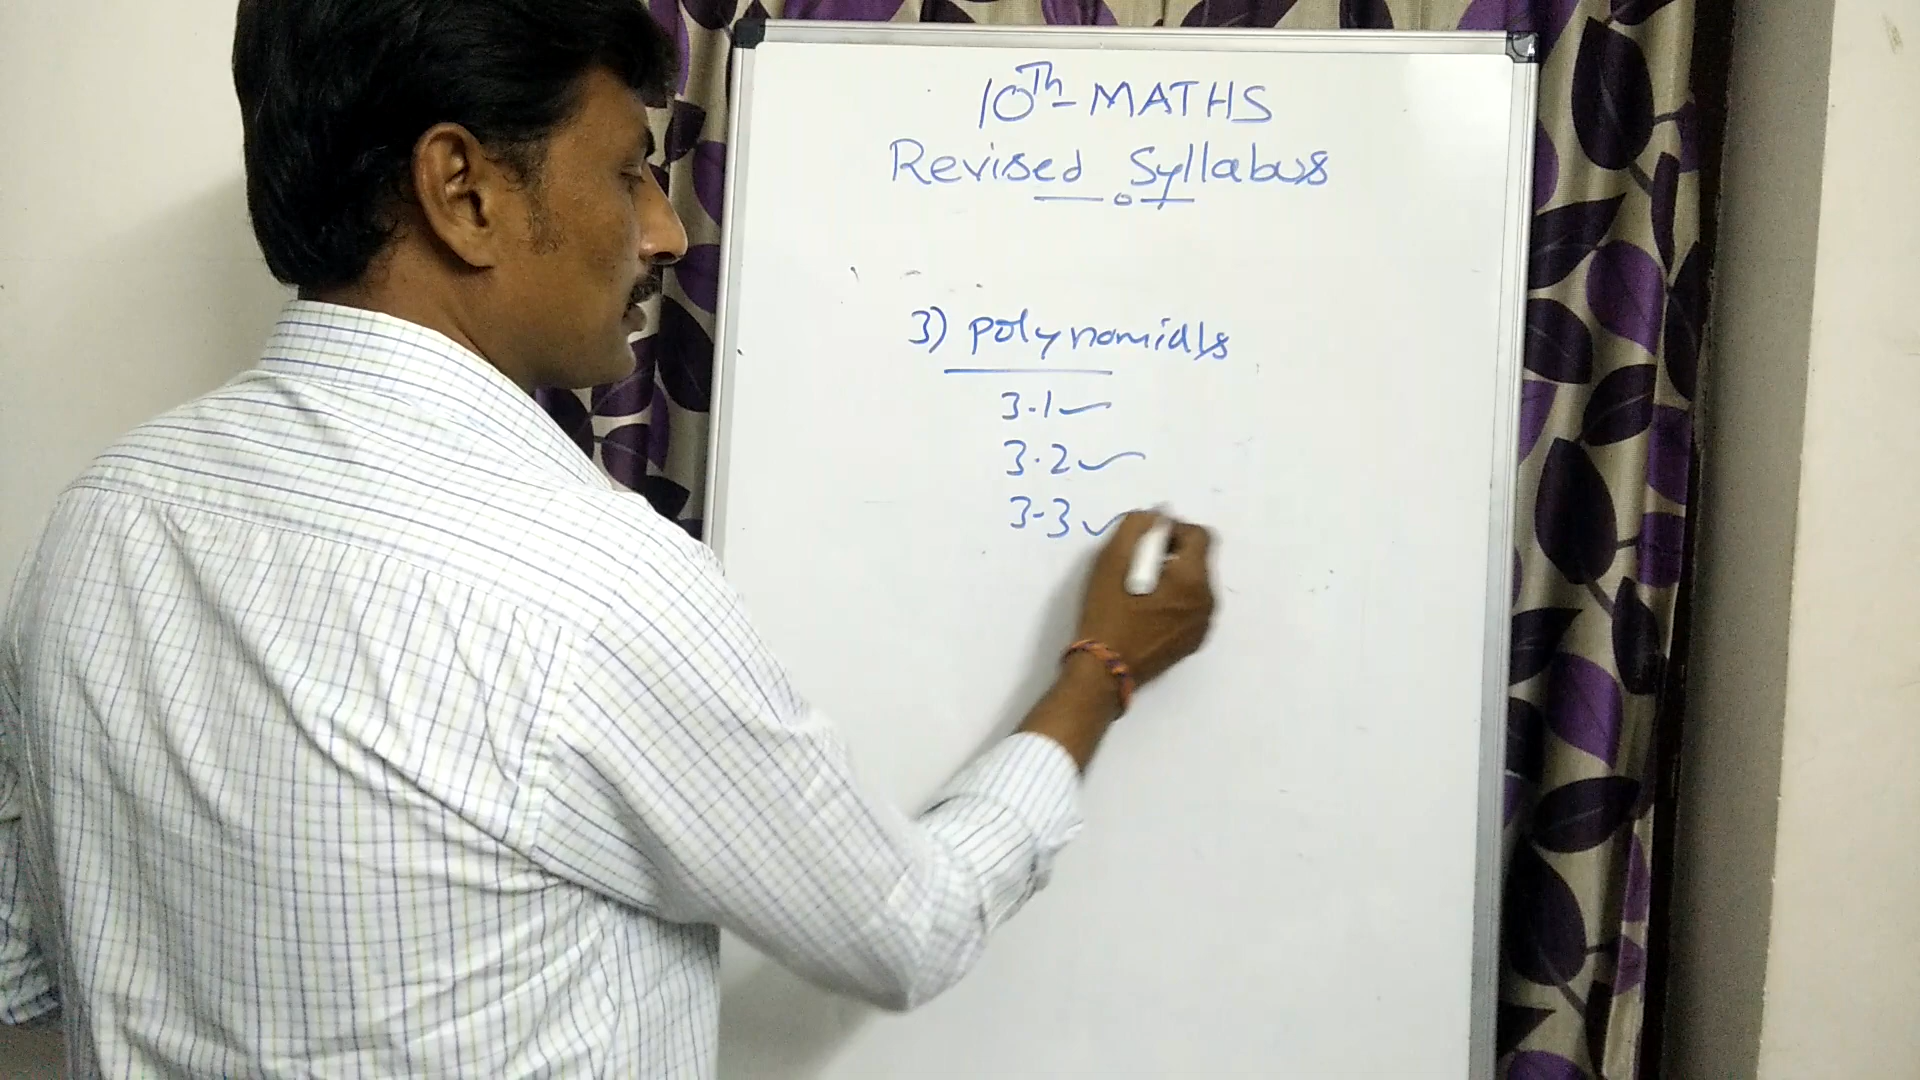 10Th- MATHS
Revised Syllabus
3) polynomials
3.1 ✓
3.2 ✓
3-3 ✓